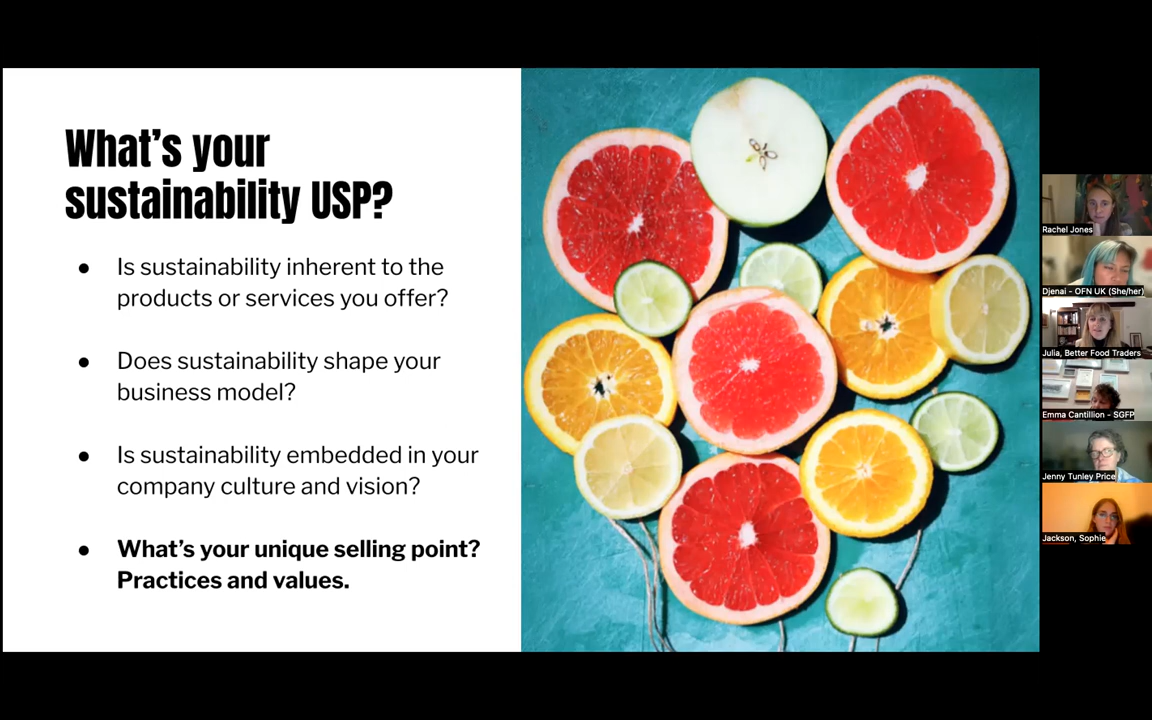 What’s your
sustainability USP?
● Is sustainability inherent to the
products or services you offer?
● Does sustainability shape your
business model?
● Is sustainability embedded in your
company culture and vision?
● What’s your unique selling point?
Practices and values.
Rachel Jones
Djenai - OFN UK (She/her)
Julia, Better Food Traders
Emma Cantillion - SGFP
Jenny Tunley Price
Jackson, Sophie